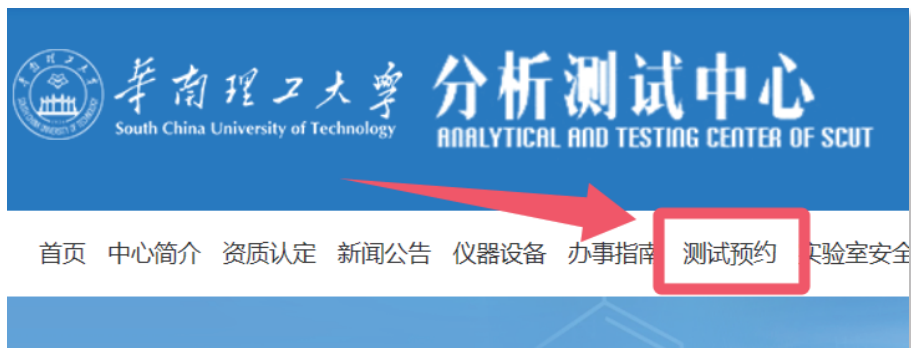 华南理工大学
South China University of Technology
分析测试中心
ANALYTICAL AND TESTING CENTER OF SCUT
首页 中心简介 资质认定 新闻公告 仪器设备 办事指南 测试预约 实验室安全